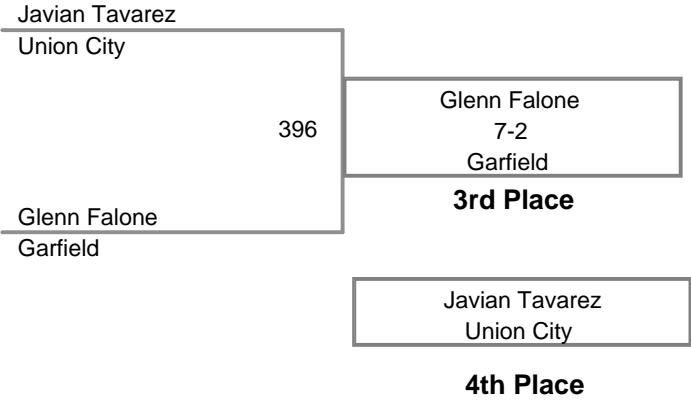 Javian Tavarez
Union City
396
Glenn Falone
7-2
Garfield
3rd Place
Glenn Falone
Garfield
Javian Tavarez
Union City
4th Place